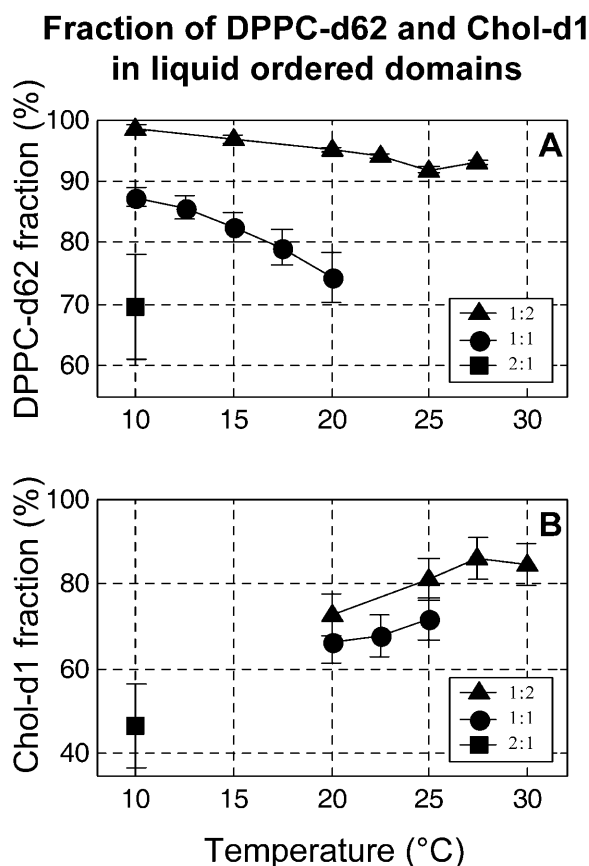 Fraction of DPPC-d62 and Chol-d1
in liquid ordered domains
DPPC-d62 fraction (%)
100
90
80
70
60
A
1:2
1:1
2:1
10 15 20 25 30
Chol-d1 fraction (%)
100
80
60
40
B
1:2
1:1
2:1
10 15 20 25 30
Temperature (°C)